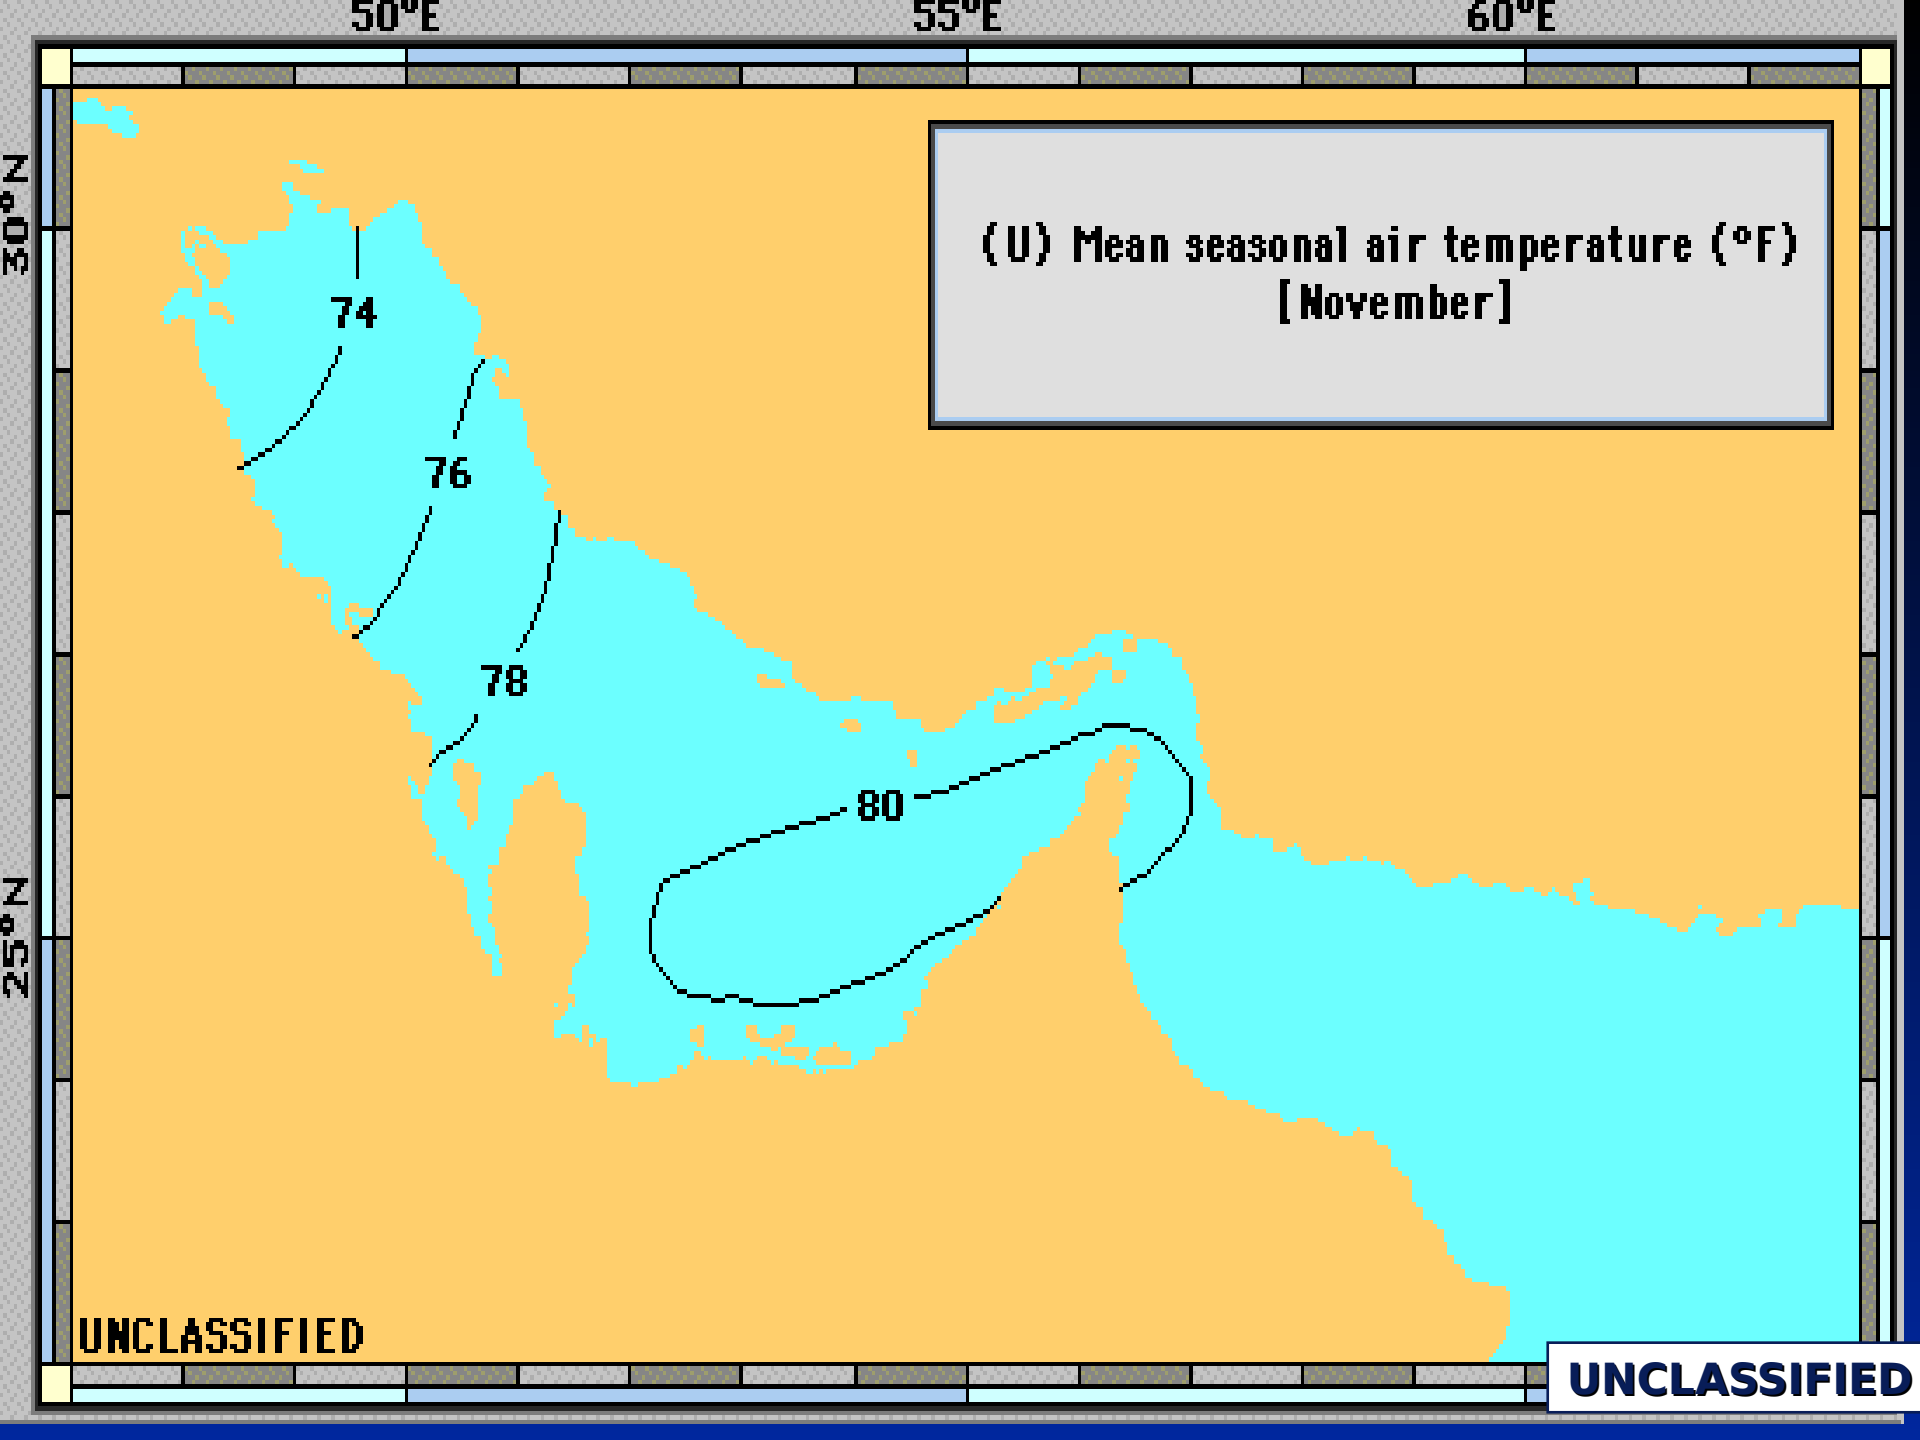 50°E 55°E 60°E
30°N
(U) Mean seasonal air temperature (°F)
[November]
74
76
78
80
25°N
UNCLASSIFIED
UNCLASSIFIED